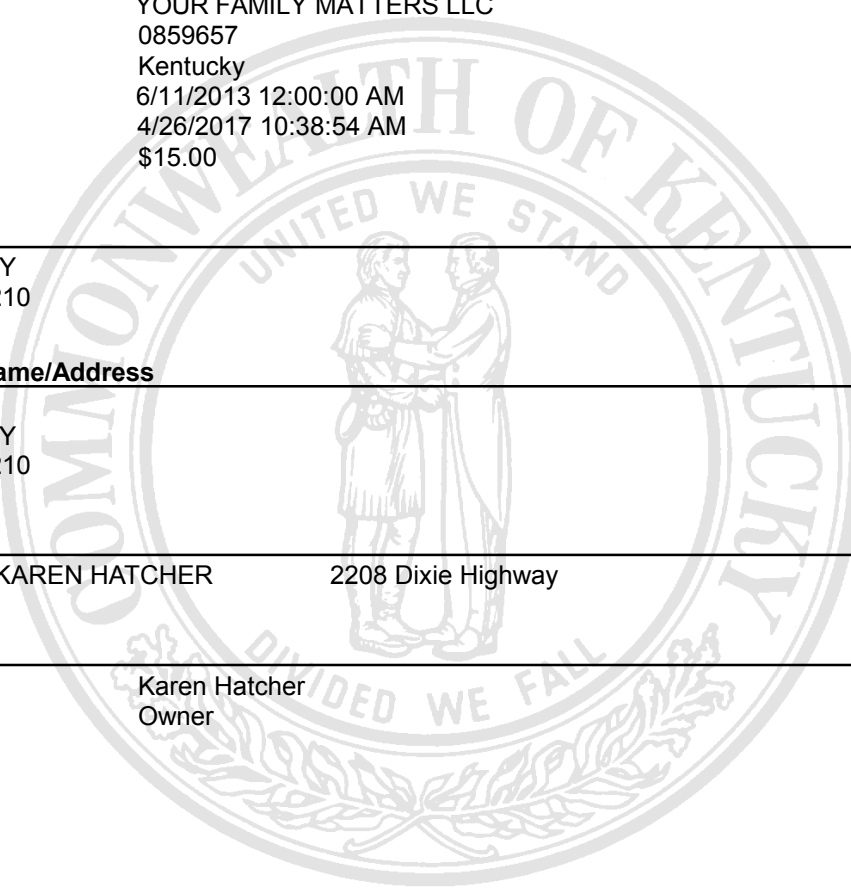 YOUR FAMILY MATTERS LLC
0859657
Kentucky
6/11/2013 12:00:00 AM
4/26/2017 10:38:54 AM
$15.00
COMMONWEALTH OF KENTUCKY
UNITED WE STAND
Y
210
ame/Address
Y
210
KAREN HATCHER 2208 Dixie Highway
DIVIDED WE FALL
Karen Hatcher
Owner